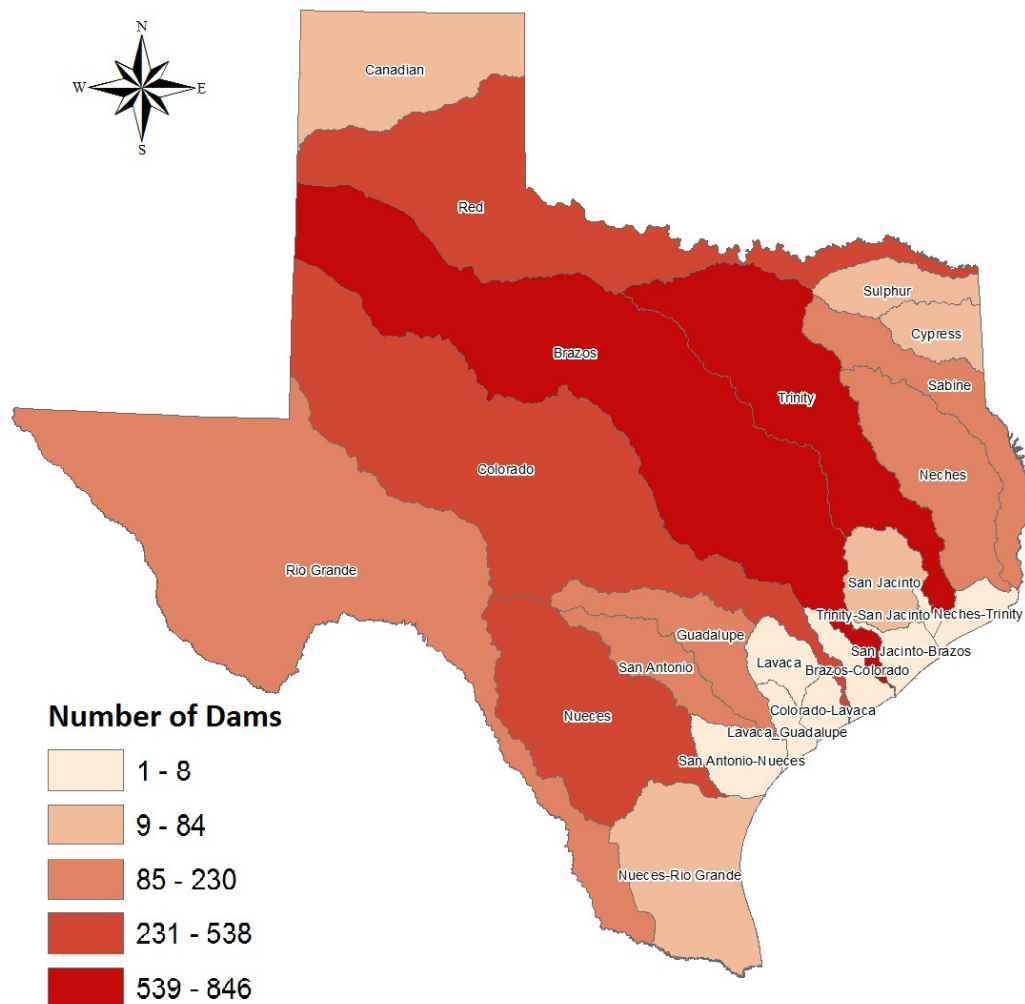 N
W
E
S
Canadian
Red
Sulphur
Cypress
Brazos
Sabine
Trinity
Colorado
Neches
Rio Grande
San Jacinto
Trinity-San Jacinto
Neches-Trinity
Guadalupe
San Jacinto-Brazos
Lavaca
San Antonio
Brazos-Colorado
Colorado-Lavaca
Nueces
Lavaca_Guadalupe
San Antonio-Nueces
Nueces-Rio Grande
Number of Dams
1 - 8
9 - 84
85 - 230
231 - 538
539 - 846